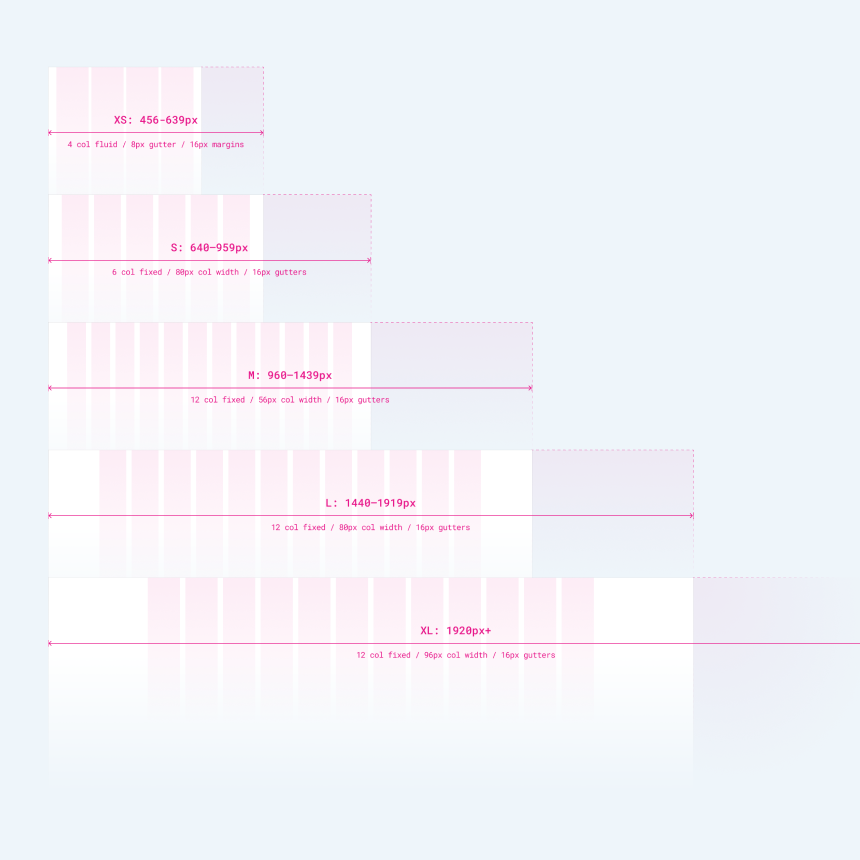 XS: 456-639px
4 col fluid / 8px gutter / 16px margins
S: 640–959px
6 col fixed / 80px col width / 16px gutters
M: 960–1439px
12 col fixed / 56px col width / 16px gutters
L: 1440–1919px
12 col fixed / 80px col width / 16px gutters
XL: 1920px+
12 col fixed / 96px col width / 16px gutters